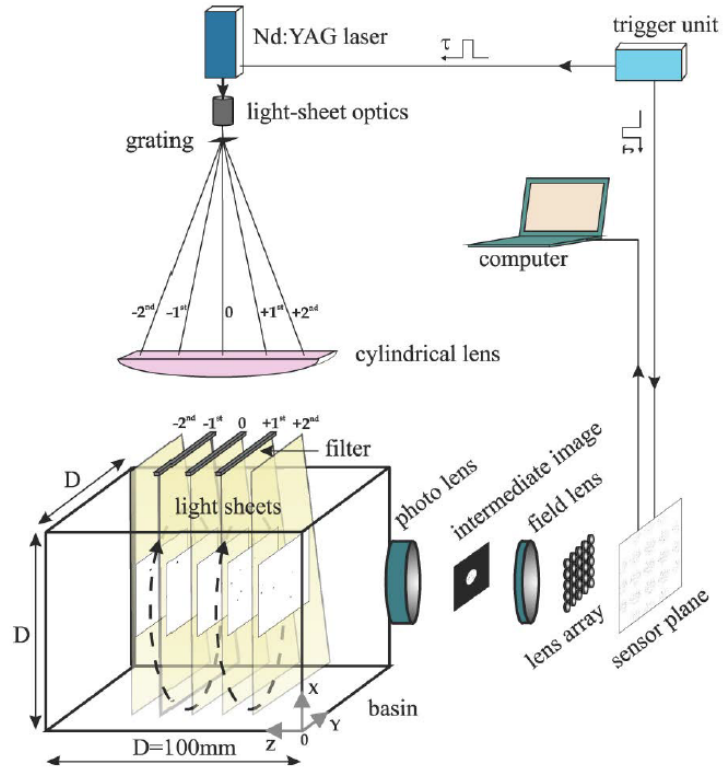 Nd:YAG laser
τ
trigger unit
light-sheet optics
grating
τ
computer
-2nd -1st 0 +1st +2nd
cylindrical lens
-2nd -1st 0 +1st +2nd
filter
D
light sheets
photo lens
intermediate image
field lens
lens array
sensor plane
D
X
Y
Z
0
basin
D=100mm